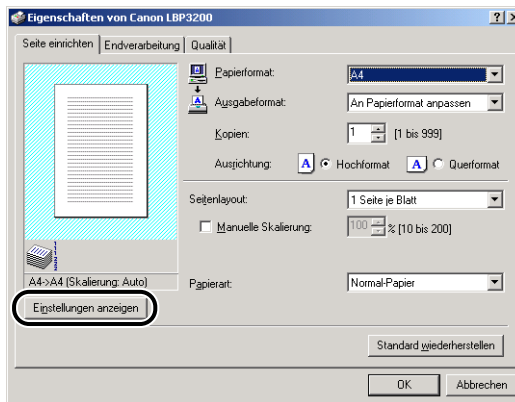 Eigenschaften von Canon LBP3200
Seite einrichten Endverarbeitung Qualität
Papierformat: A4
Ausgabeformat: An Papierformat anpassen
Kopien: 1 [1 bis 999]
Ausrichtung: A Hochformat A Querformat
Seitenlayout: 1 Seite je Blatt
Manuelle Skalierung: 100 % [10 bis 200]
A4->A4 (Skalierung: Auto)
Papierart: Normal-Papier
Einstellungen anzeigen
Standard wiederherstellen
OK Abbrechen